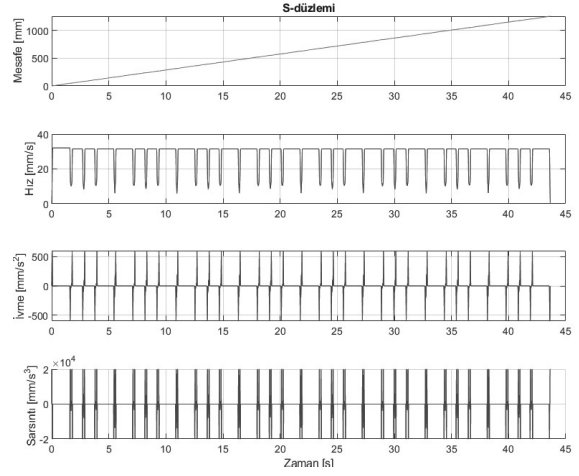 S-düzlemi
Mesafe [mm]
1000
500
0
0 5 10 15 20 25 30 35 40 45
Hız [mm/s]
40
20
0
0 5 10 15 20 25 30 35 40 45
İvme [mm/s²]
500
0
-500
0 5 10 15 20 25 30 35 40 45
Sarsıntı [mm/s³]
×10⁴
2
0
-2
0 5 10 15 20 25 30 35 40 45
Zaman [s]